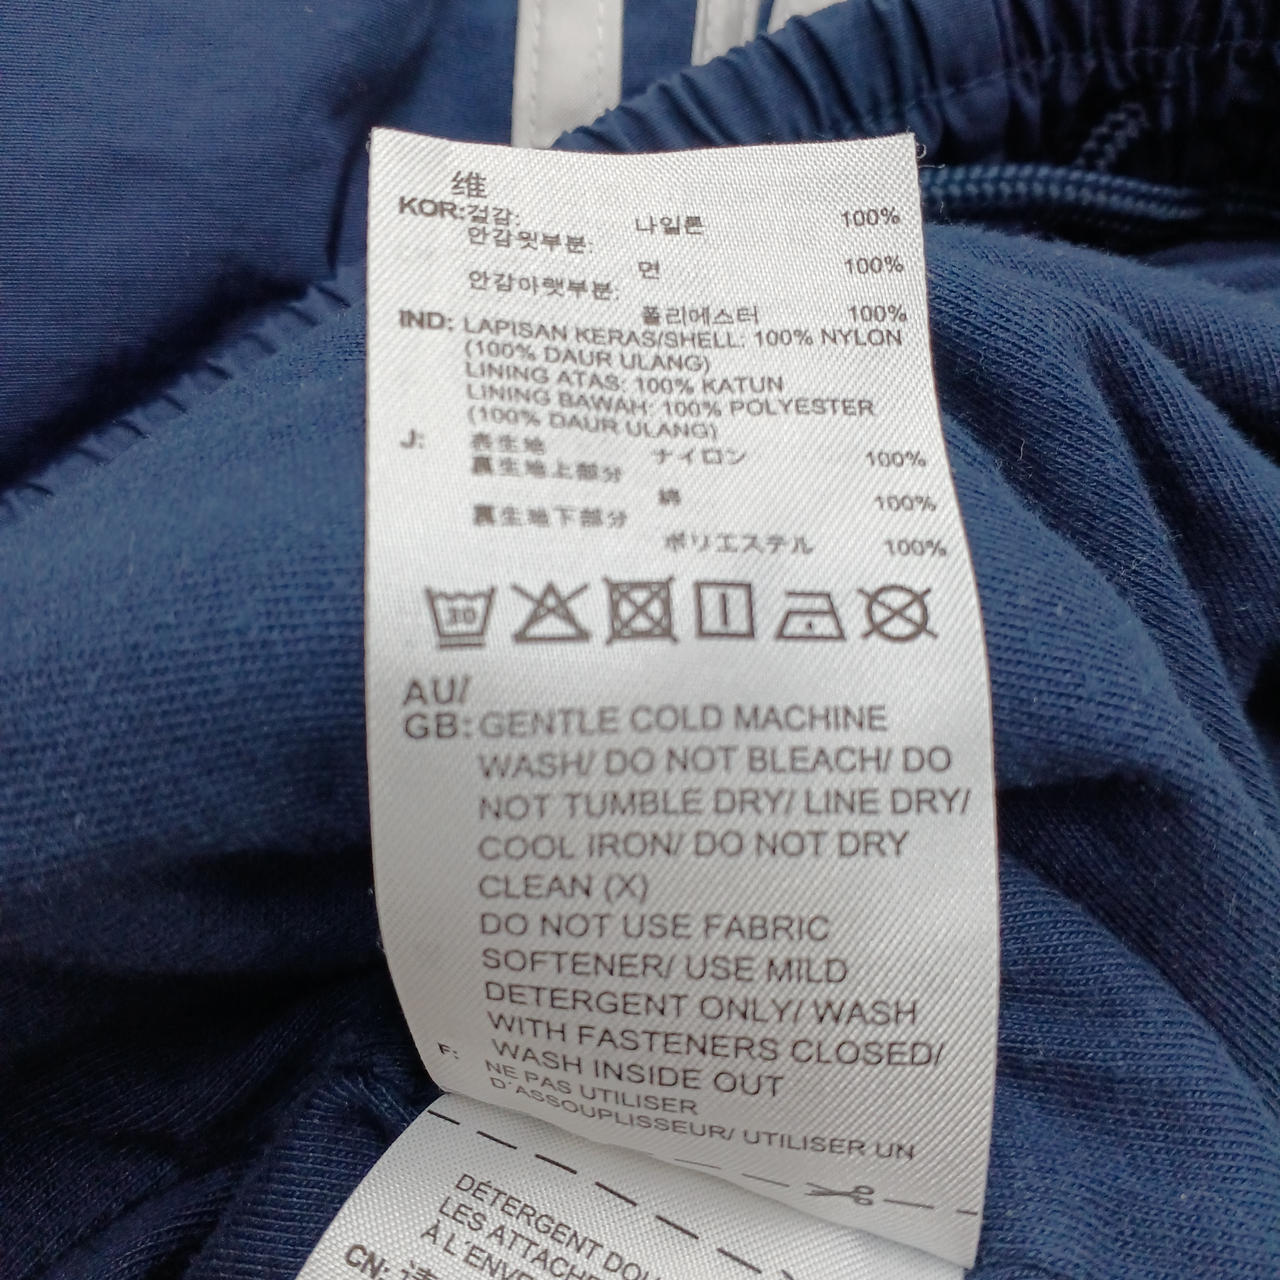 维
KOR: 겉감: 나일론 100%
안감윗부분:
면 100%
안감아랫부분:
폴리에스터 100%
IND: LAPISAN KERAS/SHELL: 100% NYLON
(100% DAUR ULANG)
LINING ATAS: 100% KATUN
LINING BAWAH: 100% POLYESTER
(100% DAUR ULANG)
J: 表生地 ナイロン 100%
裏生地上部分
綿 100%
裏生地下部分
ポリエステル 100%
30
AU/
GB: GENTLE COLD MACHINE
WASH/ DO NOT BLEACH/ DO
NOT TUMBLE DRY/ LINE DRY/
COOL IRON/ DO NOT DRY
CLEAN (X)
DO NOT USE FABRIC
SOFTENER/ USE MILD
DETERGENT ONLY/ WASH
WITH FASTENERS CLOSED/
WASH INSIDE OUT
F: NE PAS UTILISER
D'ASSOUPLISSEUR/ UTILISER UN
DÉTERGENT
LES
À
CN: